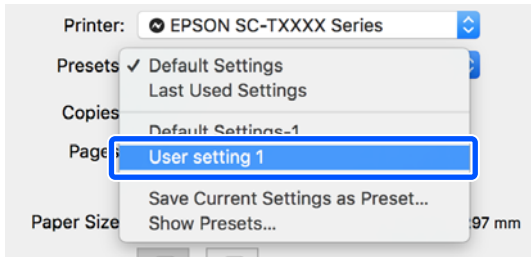 Printer: EPSON SC-TXXXX Series
Presets ✓ Default Settings
Last Used Settings
Copies
Default Settings-1
Pages
User setting 1
Save Current Settings as Preset...
Paper Size Show Presets... 97 mm